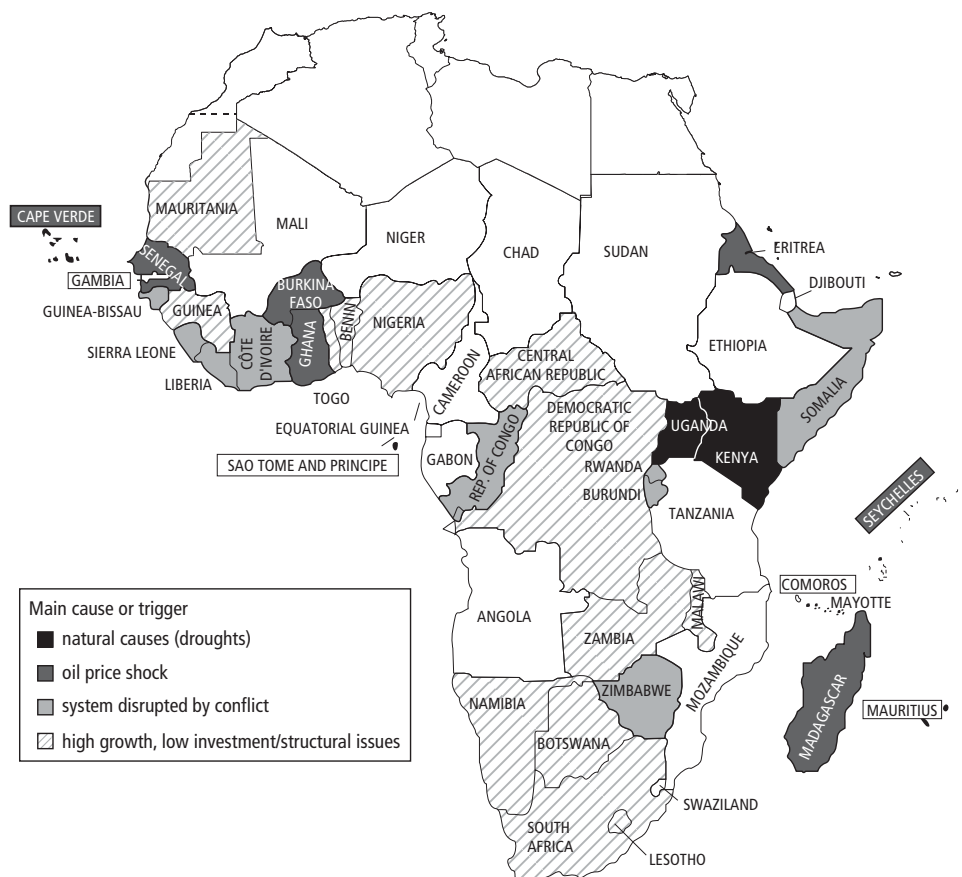 MAURITANIA
CAPE VERDE
MALI
NIGER
CHAD
SUDAN
ERITREA
SENEGAL
GAMBIA
BURKINA
FASO
DJIBOUTI
GUINEA-BISSAU
GUINEA
BENIN
NIGERIA
CÔTE
D'IVOIRE
GHANA
SIERRA LEONE
LIBERIA
TOGO
CAMEROON
CENTRAL
AFRICAN REPUBLIC
ETHIOPIA
SOMALIA
EQUATORIAL GUINEA
DEMOCRATIC
REPUBLIC OF
CONGO
UGANDA
KENYA
SAO TOME AND PRINCIPE
GABON
REP. OF CONGO
RWANDA
BURUNDI
TANZANIA
SEYCHELLES
COMOROS
MAYOTTE
ANGOLA
ZAMBIA
MALAWI
MOZAMBIQUE
NAMIBIA
ZIMBABWE
BOTSWANA
MADAGASCAR
MAURITIUS
SWAZILAND
SOUTH
AFRICA
LESOTHO
Main cause or trigger
natural causes (droughts)
oil price shock
system disrupted by conflict
high growth, low investment/structural issues